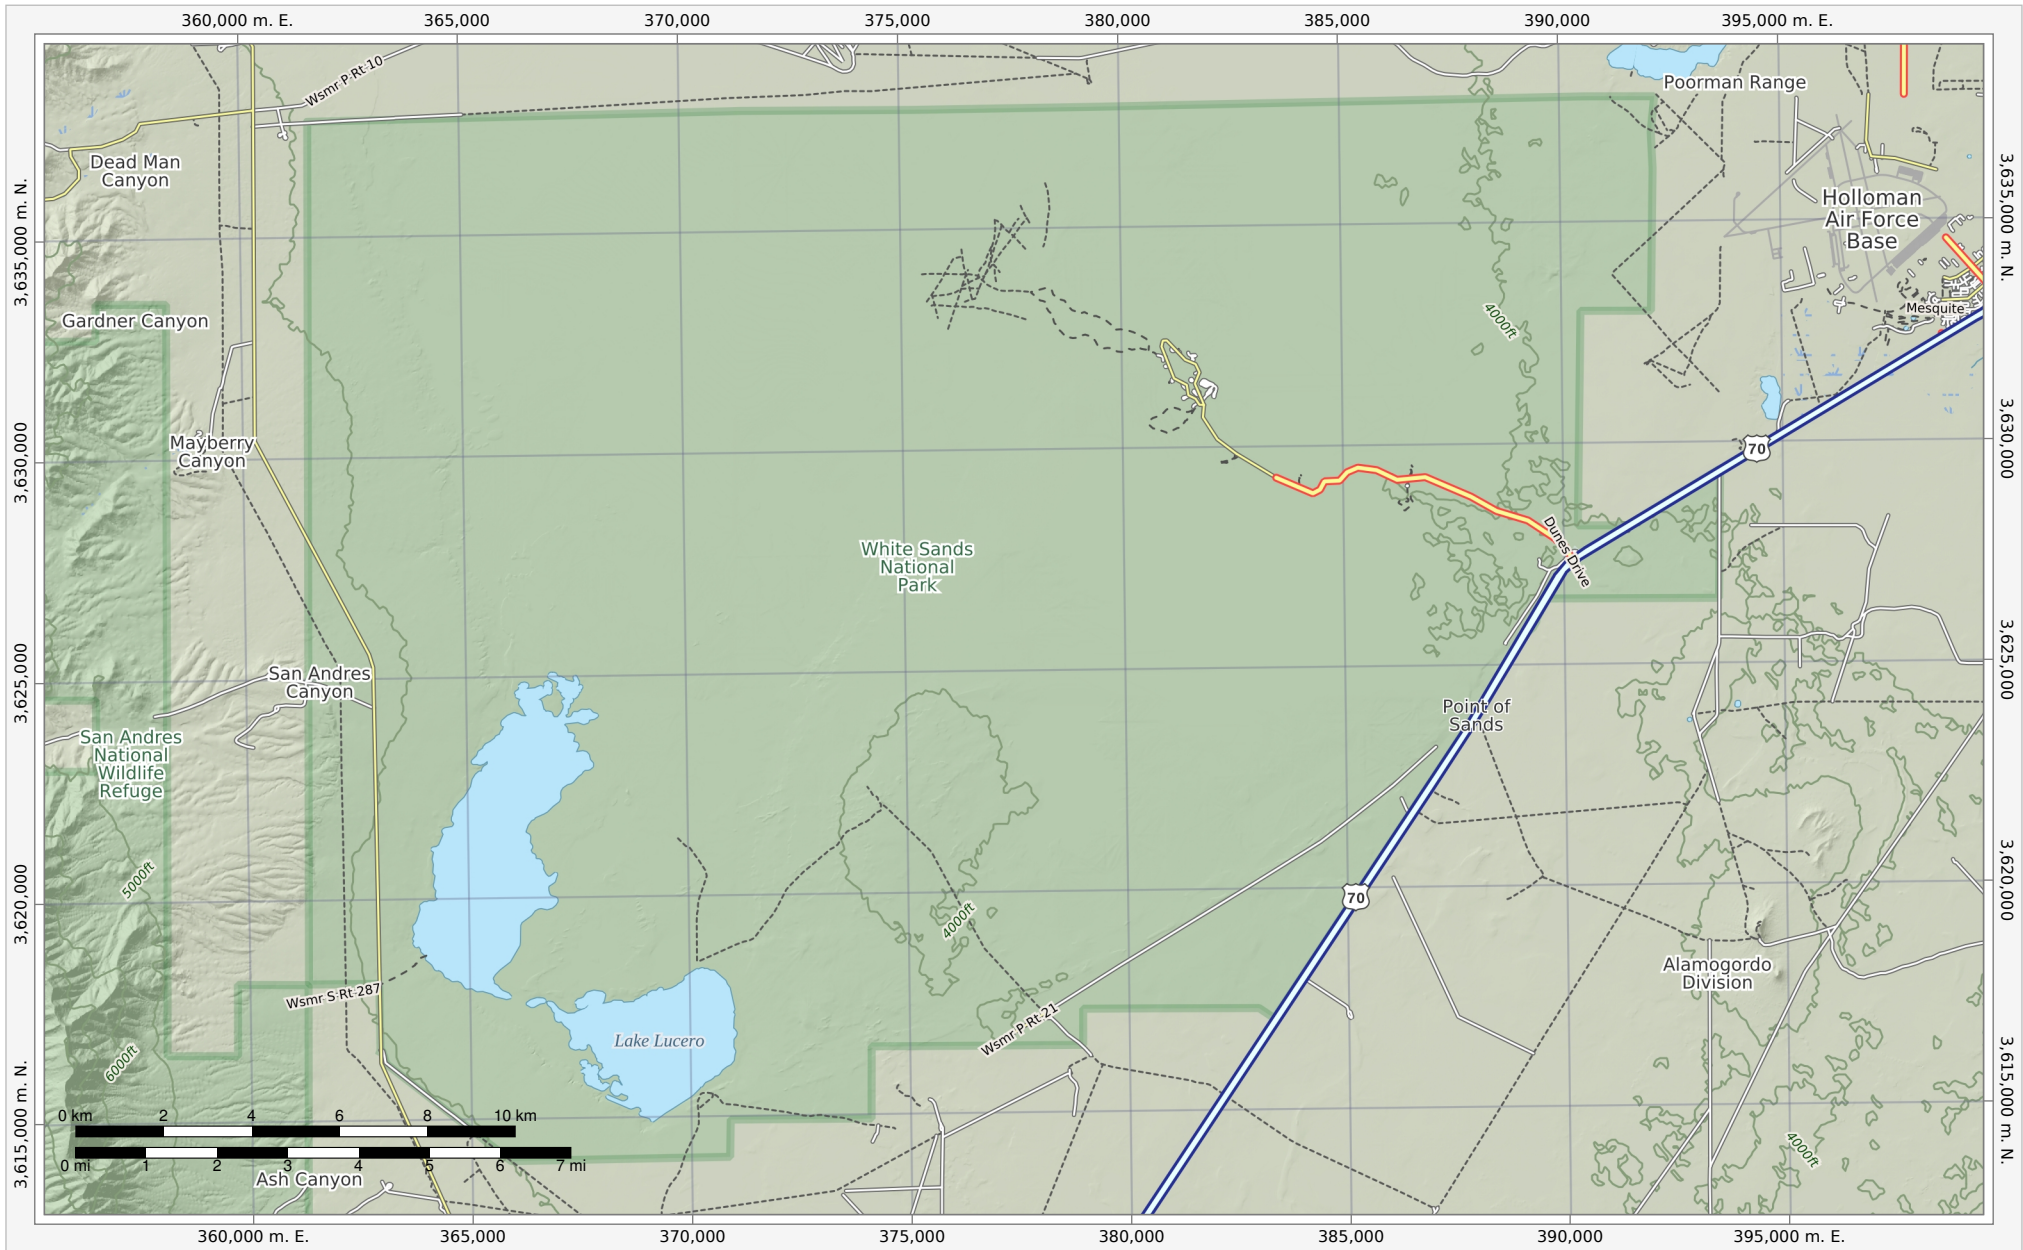 360,000 m. E.
365,000
370,000
375,000
380,000
385,000
390,000
395,000 m. E.
Wsmr P Rt 10
Poorman Range
Dead Man
Canyon
3,635,000 m. N.
3,635,000 m. N.
Holloman
Air Force
Base
Mesquite
Gardner Canyon
4000ft
Mayberry
Canyon
3,630,000
3,630,000
70
Dunes Drive
White Sands
National
Park
San Andres
Canyon
3,625,000
3,625,000
Point of
Sands
San Andres
National
Wildlife
Refuge
5000ft
3,620,000
3,620,000
70
4000ft
Alamogordo
Division
Wsmr S Rt 287
Wsmr P Rt 21
Lake Lucero
6000ft
3,615,000 m. N.
3,615,000 m. N.
0 km
2
4
6
8
10 km
0 mi
1
2
3
4
5
6
7 mi
4000ft
Ash Canyon
360,000 m. E.
365,000
370,000
375,000
380,000
385,000
390,000
395,000 m. E.